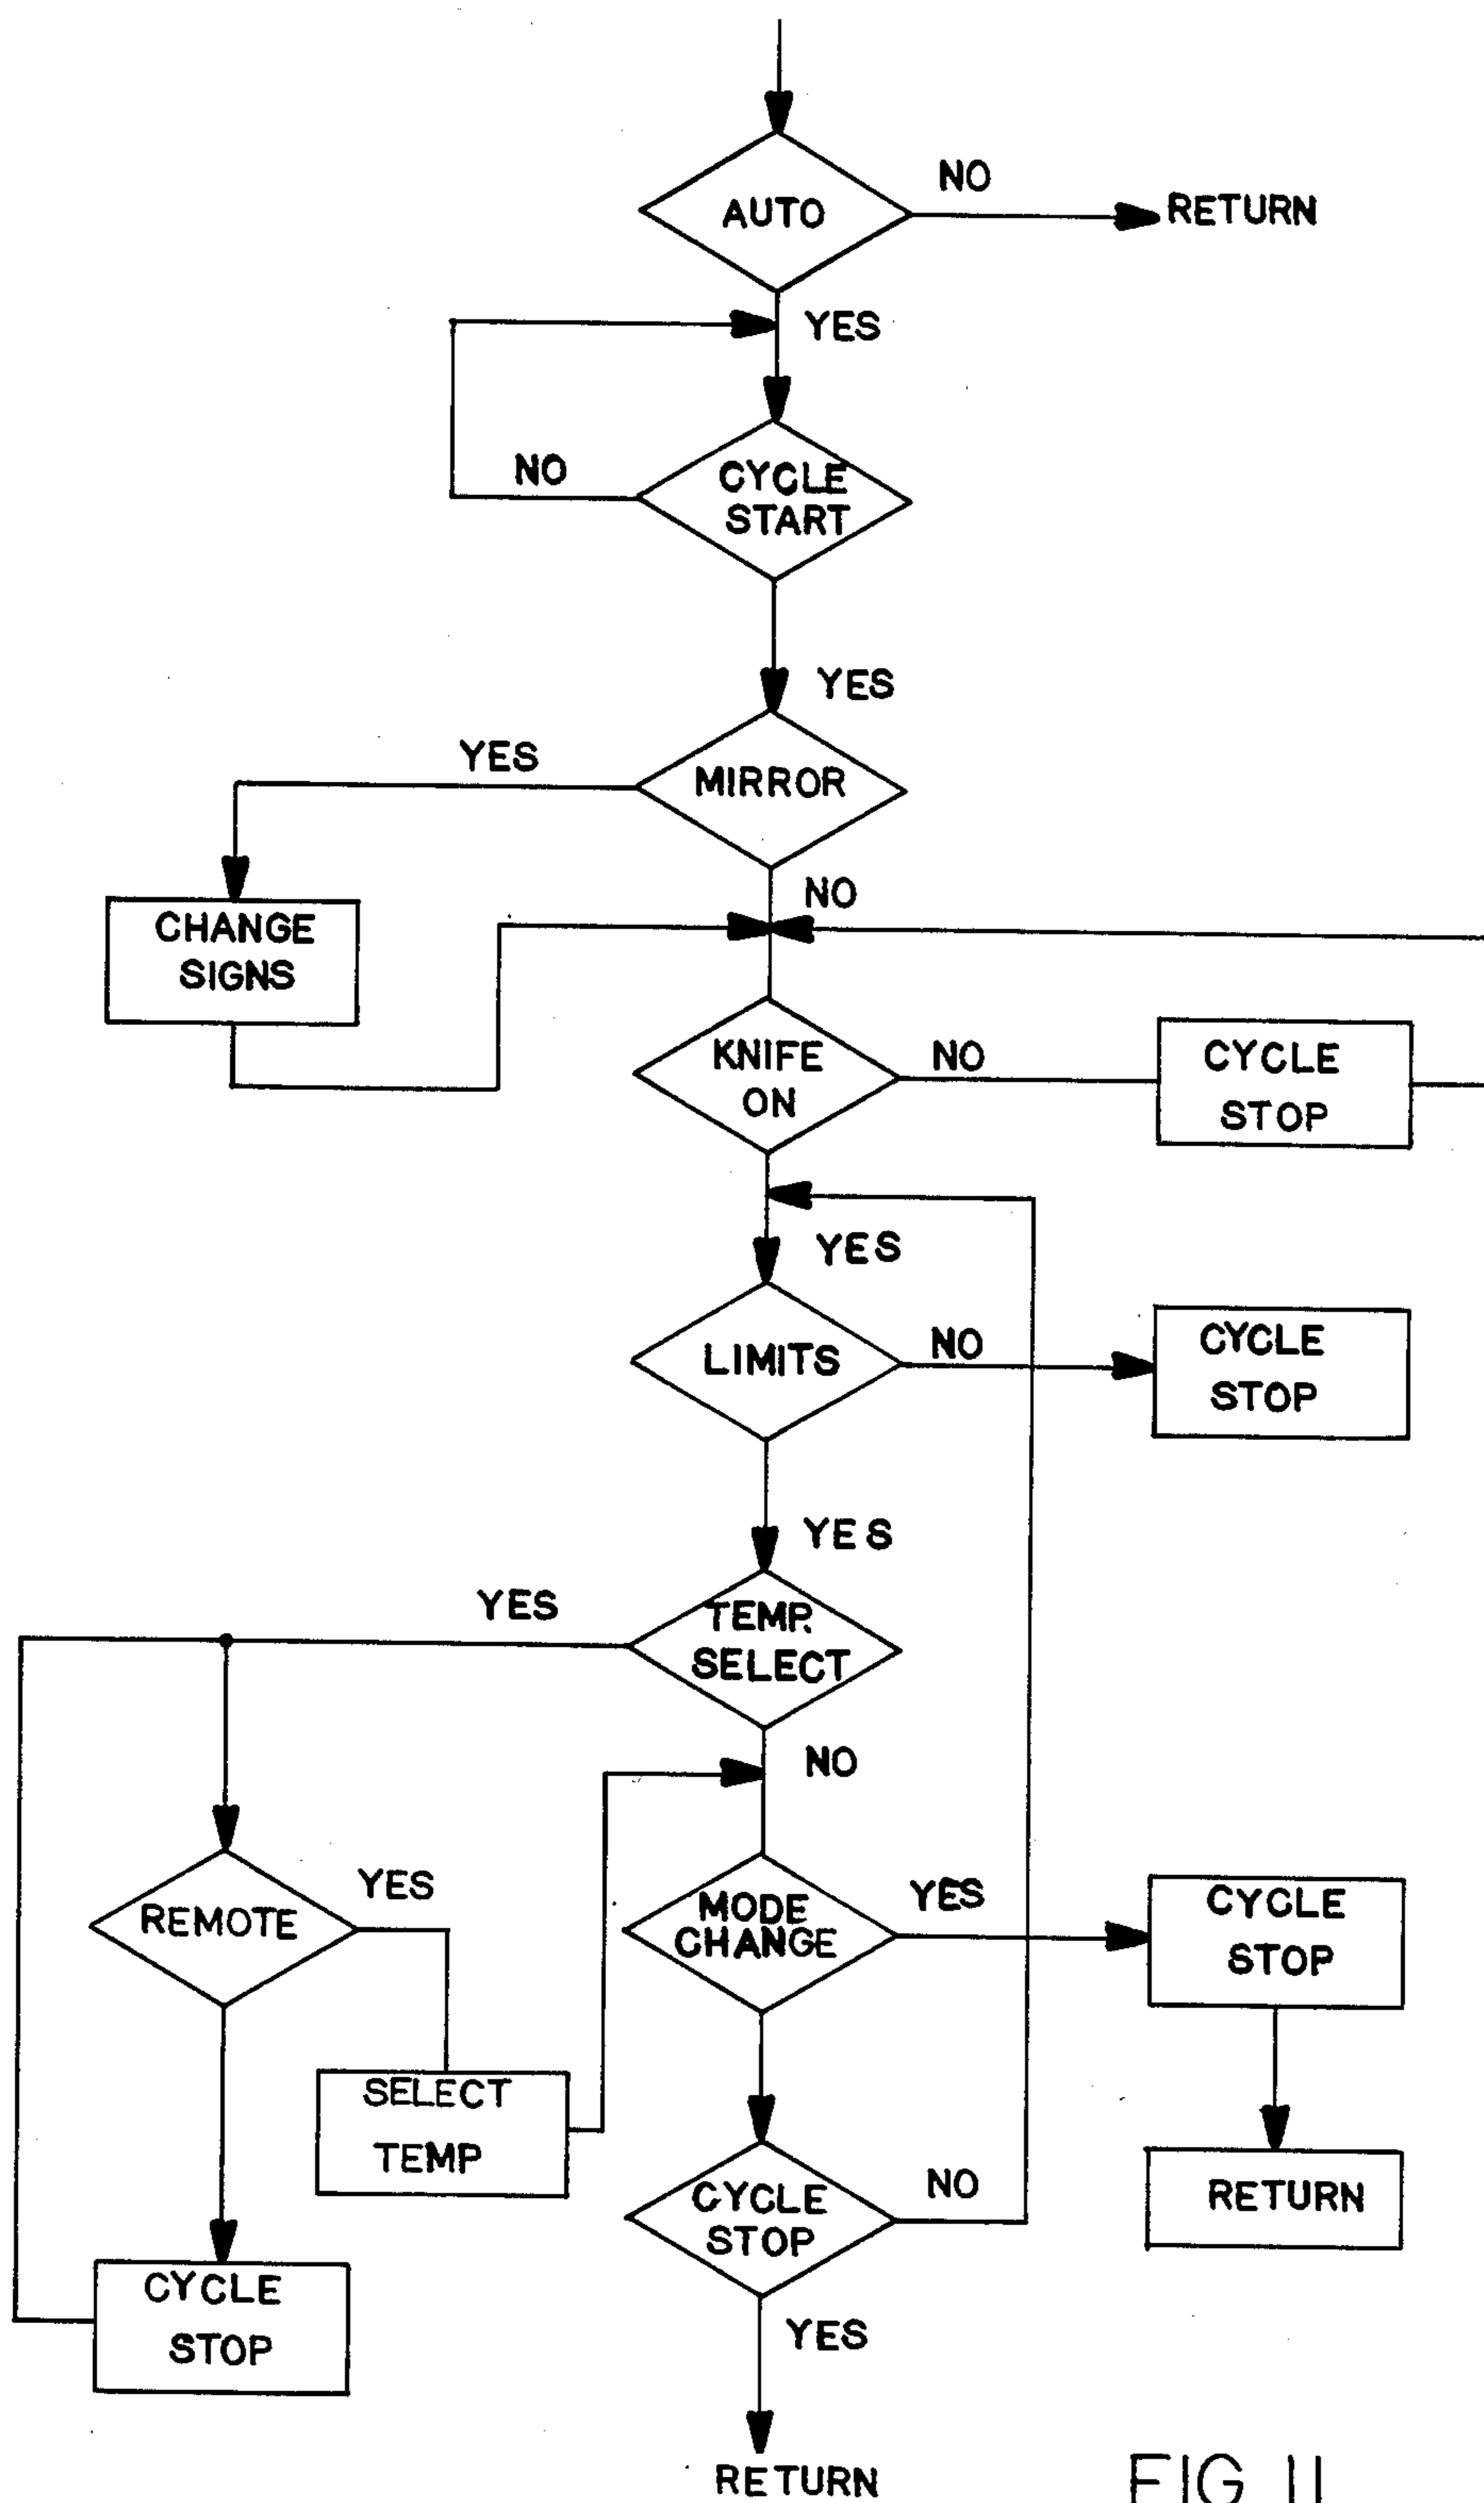 NO
AUTO
RETURN
YES
NO
CYCLE
START
YES
YES
MIRROR
NO
CHANGE
SIGNS
KNIFE
ON
NO
CYCLE
STOP
YES
LIMITS
NO
CYCLE
STOP
YES
YES
TEMP.
SELECT
NO
REMOTE
YES
MODE
CHANGE
YES
CYCLE
STOP
SELECT
TEMP
CYCLE
STOP
NO
RETURN
CYCLE
STOP
YES
RETURN
FIG 11